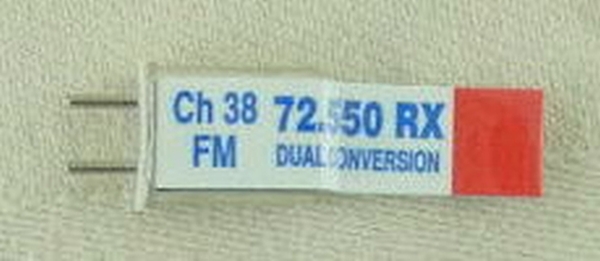 Ch 38 72.550 RX
FM DUAL CONVERSION